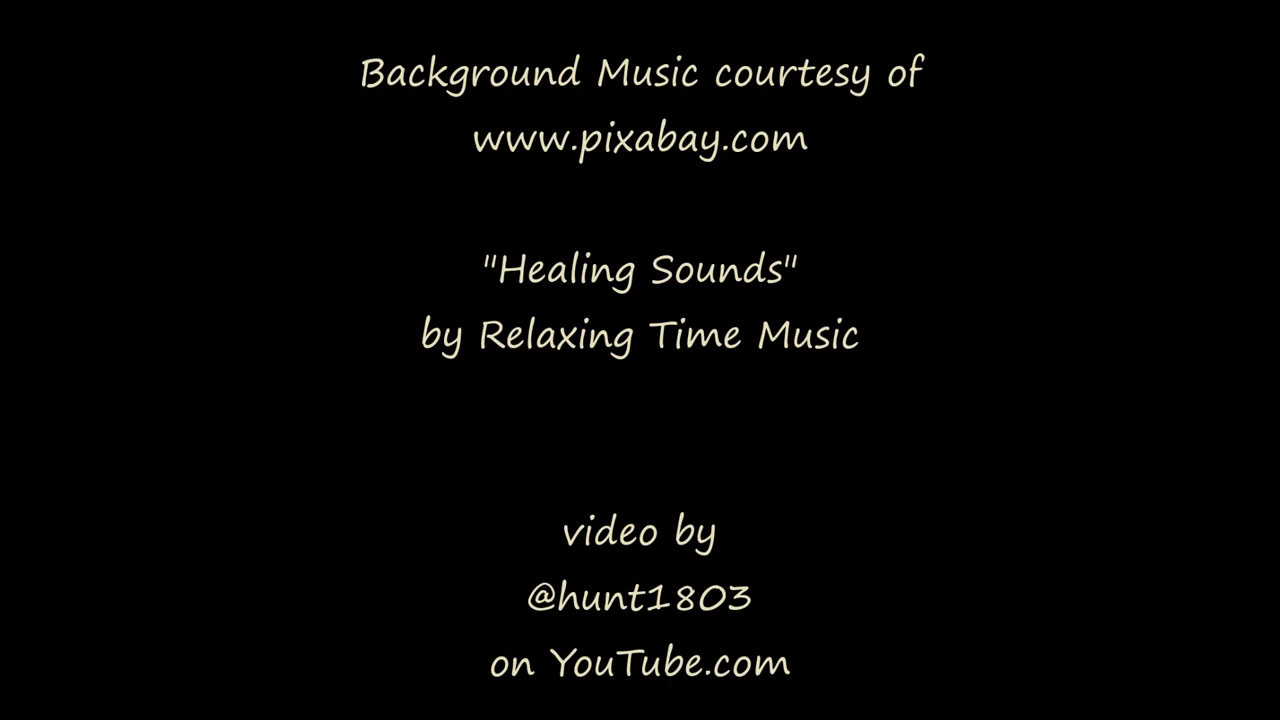 Background Music courtesy of
www.pixabay.com
"Healing Sounds"
by Relaxing Time Music
video by
@hunt1803
on YouTube.com